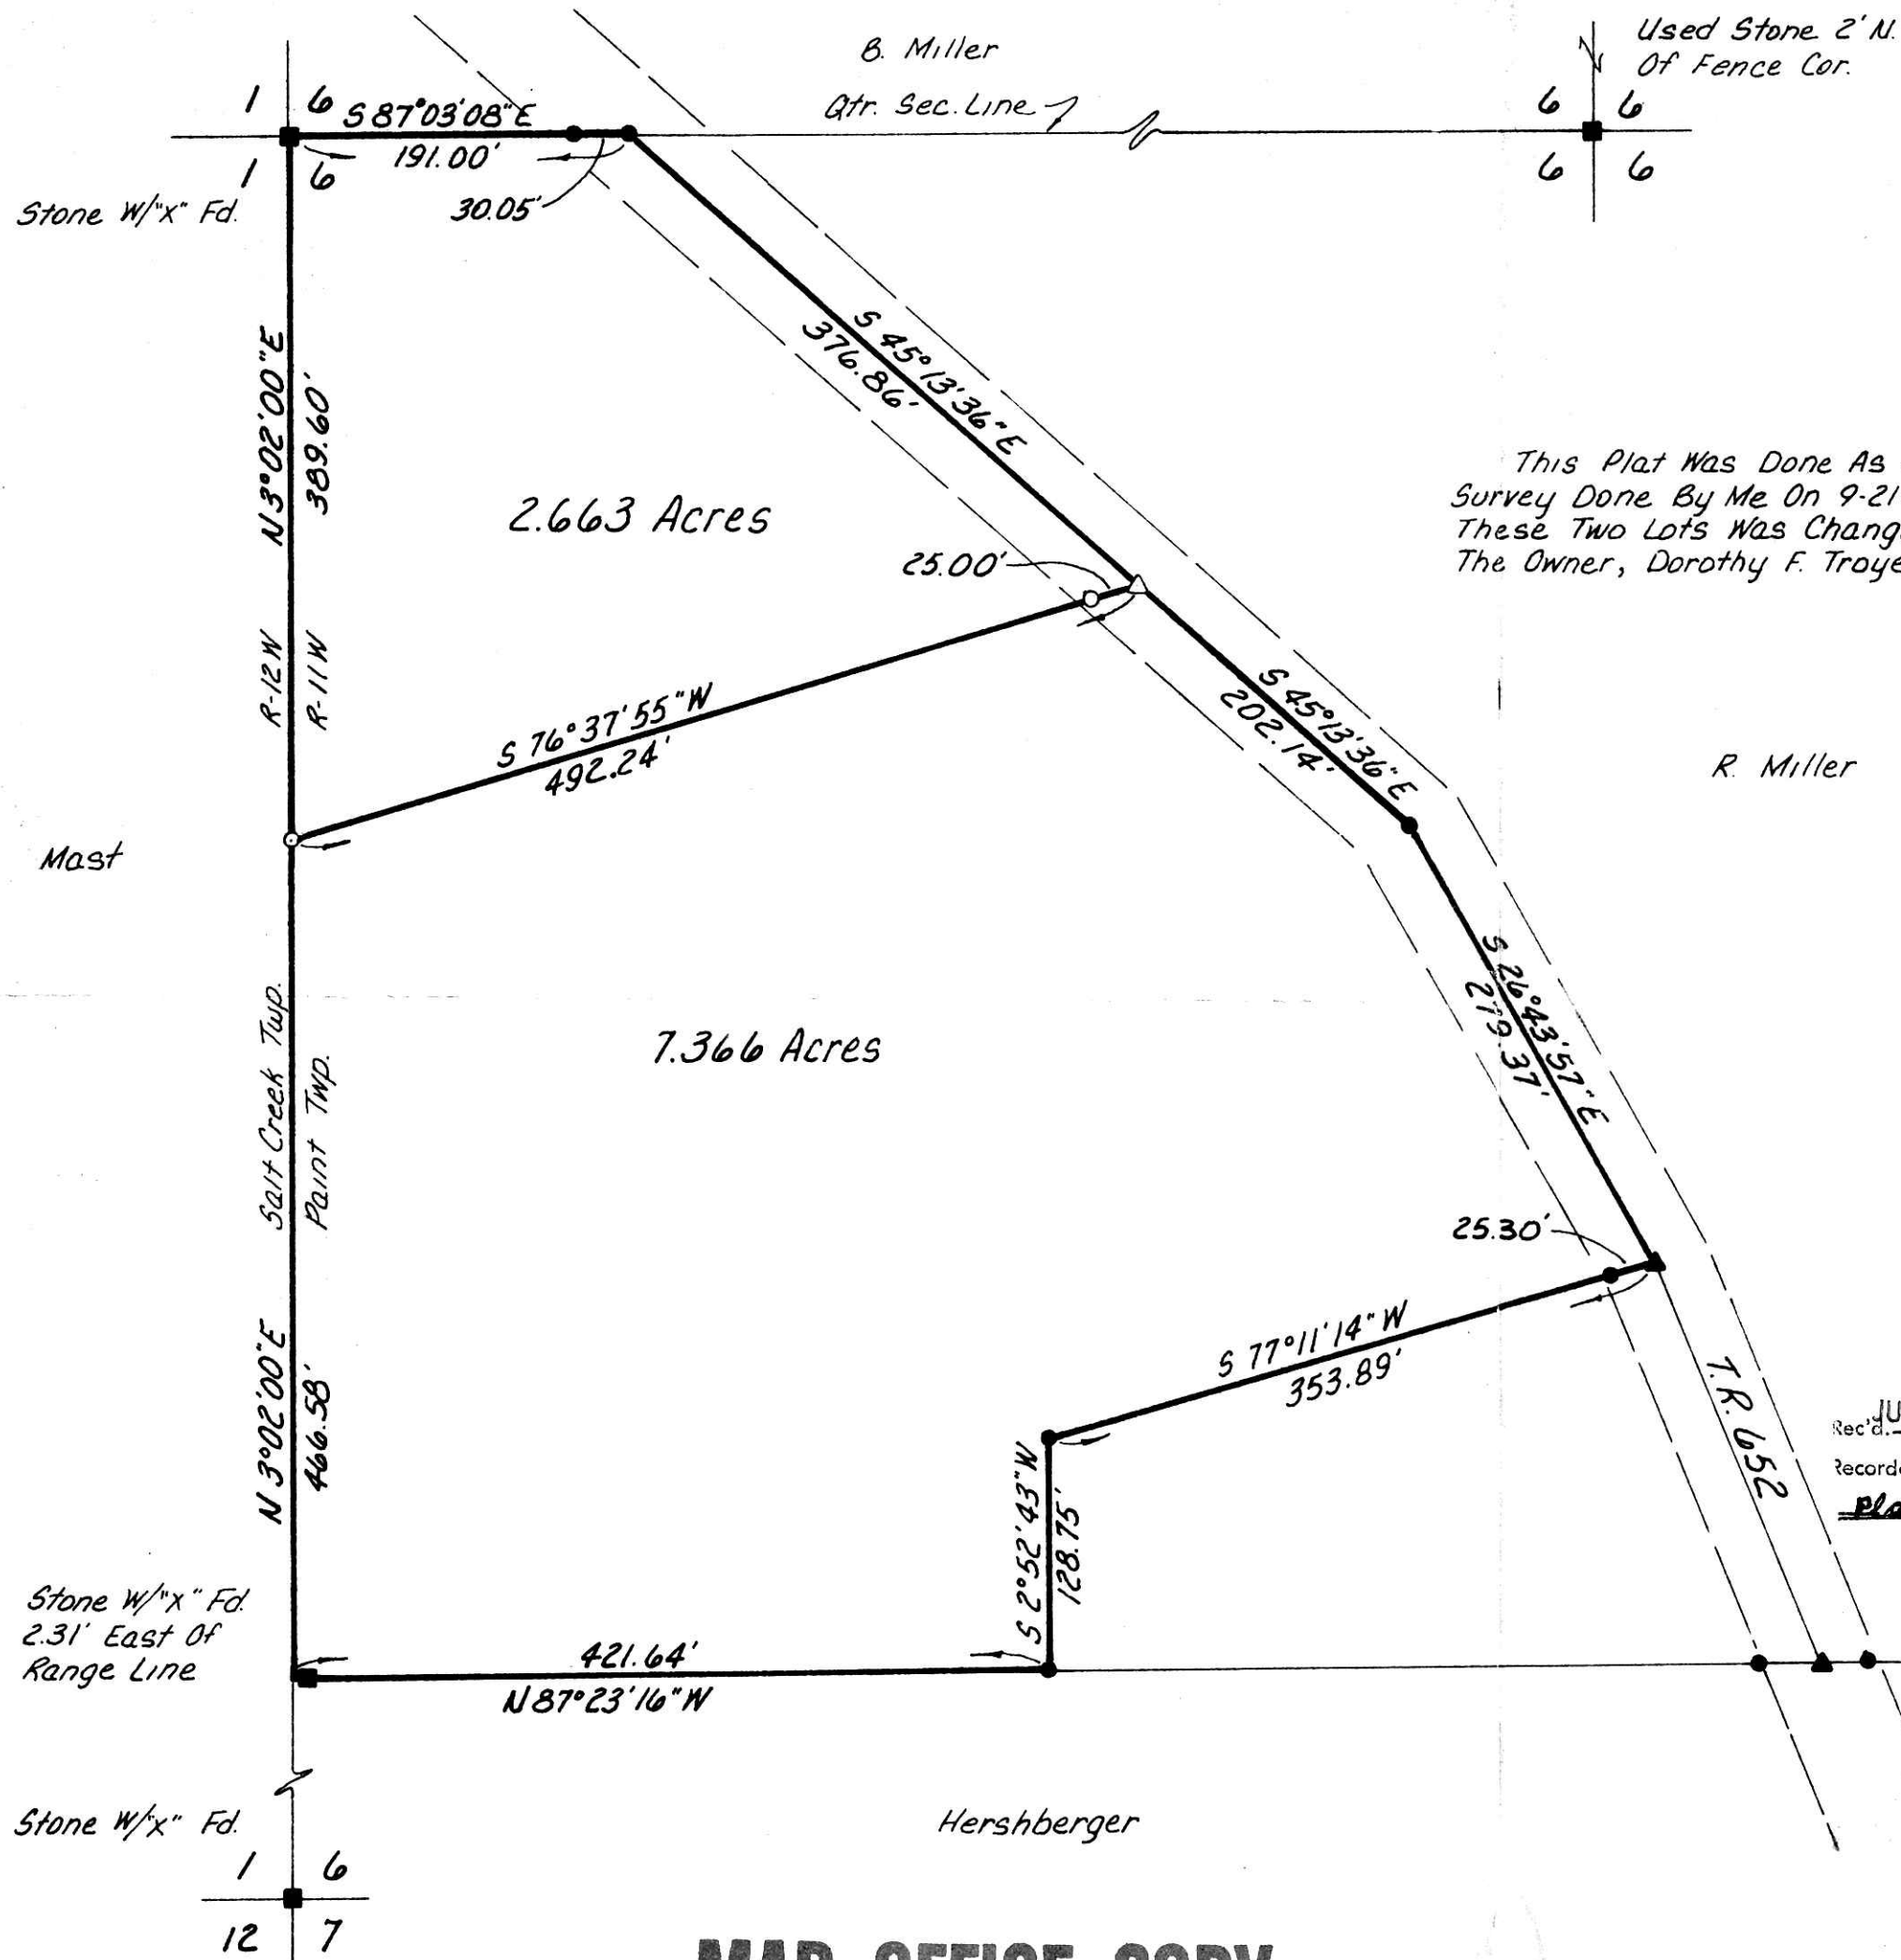 B. Miller
Used Stone 2' N.
Of Fence Cor.
Qtr. Sec. Line
1 6
S 87°03'08"E
6 6
191.00'
1 6
6 6
Stone W/"x" Fd.
30.05'
S 45°13'36"E
376.86'
N 3°02'00"E
389.60'
This Plat Was Done As
Survey Done By Me On 9-21
These Two Lots Was Chang
The Owner, Dorothy F. Troye
2.663 Acres
25.00'
R-12W
R-11W
S 76°37'55"W
492.24'
S 45°13'36"E
202.14'
R. Miller
Mast
S 26°43'57"E
279.37'
Salt Creek Twp.
Paint Twp.
7.366 Acres
25.30'
S 77°11'14"W
353.89'
N 3°02'00"E
466.58'
T.R. 652
Rec'd.
Record
S 2°52'43"W
128.75'
Stone W/"x" Fd.
2.31' East Of
Range Line
421.64'
N 87°23'16"W
Stone W/"x" Fd.
Hershberger
1 6
12 7
MAP OFFICE COPY